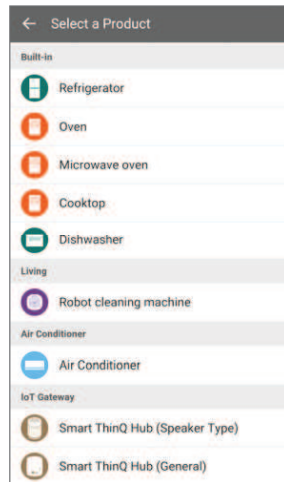 ← Select a Product
Built-in
Refrigerator
Oven
Microwave oven
Cooktop
Dishwasher
Living
Robot cleaning machine
Air Conditioner
Air Conditioner
IoT Gateway
Smart ThinQ Hub (Speaker Type)
Smart ThinQ Hub (General)